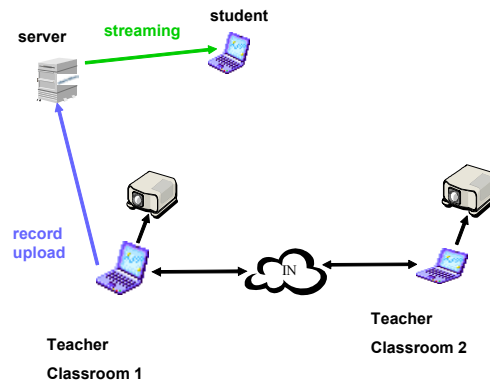 student
streaming
server
record
upload
IN
Teacher
Classroom 2
Teacher
Classroom 1